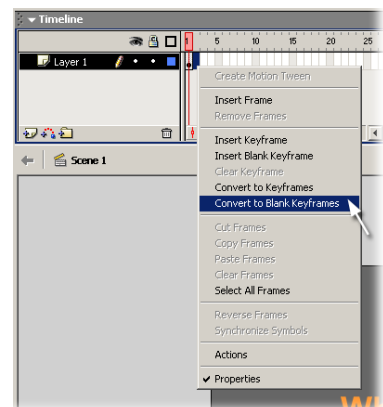 Timeline
1 5 10 15 20 25
Layer 1
Create Motion Tween
Insert Frame
Remove Frames
Insert Keyframe
Insert Blank Keyframe
Clear Keyframe
Convert to Keyframes
Convert to Blank Keyframes
Scene 1
Cut Frames
Copy Frames
Paste Frames
Clear Frames
Select All Frames
Reverse Frames
Synchronize Symbols
Actions
Properties